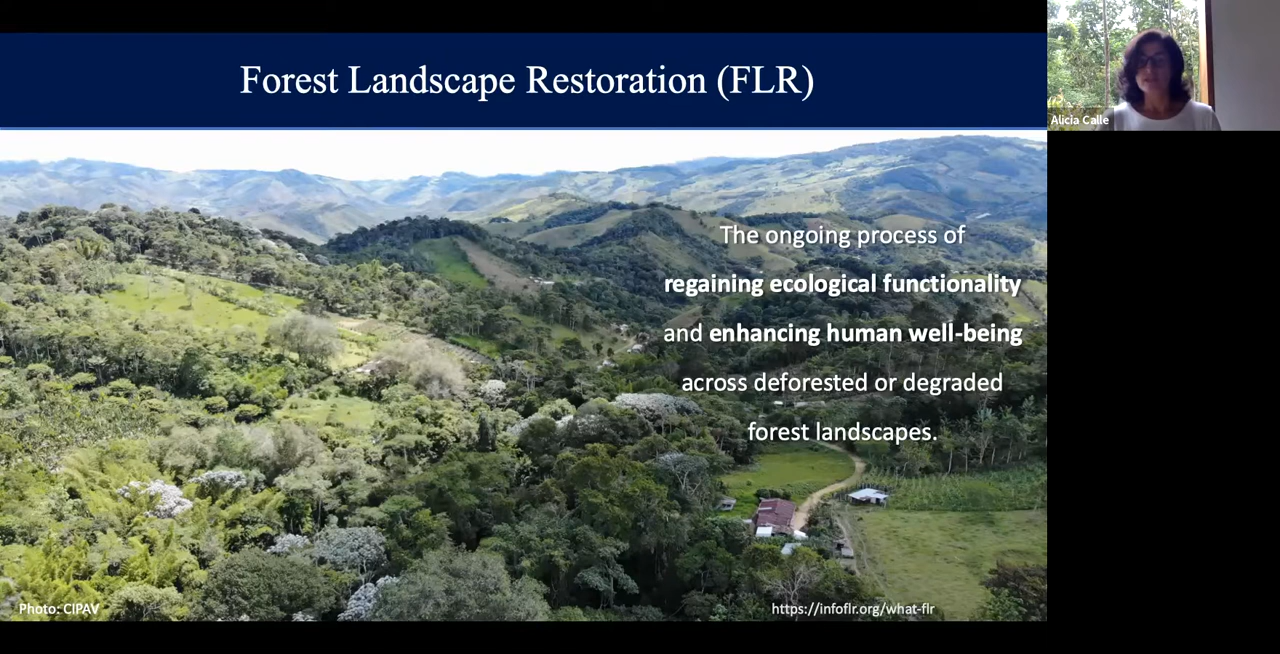 Forest Landscape Restoration (FLR)
Alicia Calle
The ongoing process of
regaining ecological functionality
and enhancing human well-being
across deforested or degraded
forest landscapes.
Photo: CIPAV
https://infoflr.org/what-flr